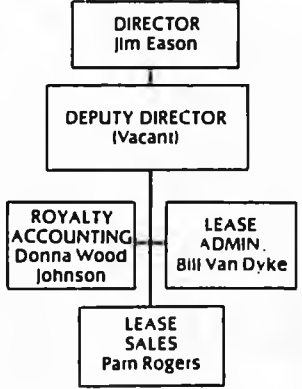 DIRECTOR
Jim Eason
DEPUTY DIRECTOR
(Vacant)
ROYALTY
ACCOUNTING
Donna Wood
Johnson
LEASE
ADMIN.
Bill Van Dyke
LEASE
SALES
Pam Rogers